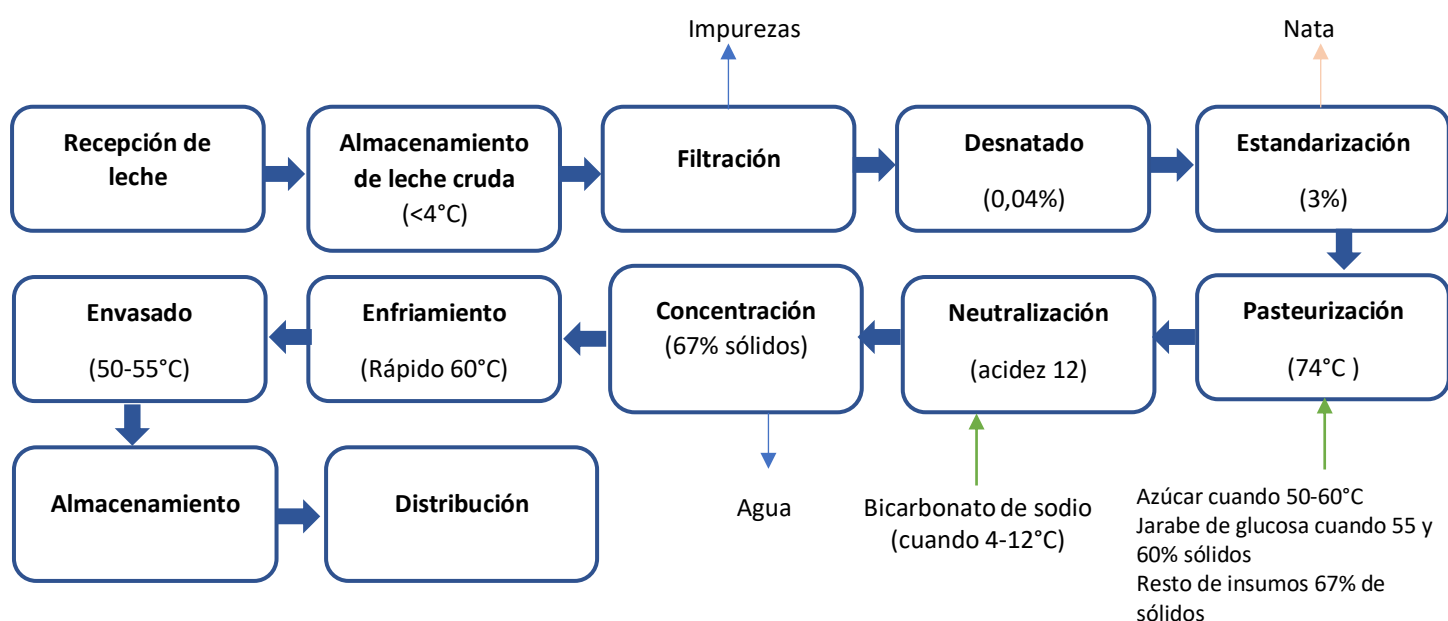 Impurezas
Nata
Recepción de
leche
Almacenamiento
de leche cruda
(<4°C)
Filtración
Desnatado
(0,04%)
Estandarización
(3%)
Envasado
(50-55°C)
Enfriamiento
(Rápido 60°C)
Concentración
(67% sólidos)
Neutralización
(acidez 12)
Pasteurización
(74°C )
Almacenamiento
Distribución
Agua
Bicarbonato de sodio
(cuando 4-12°C)
Azúcar cuando 50-60°C
Jarabe de glucosa cuando 55 y
60% sólidos
Resto de insumos 67% de
sólidos